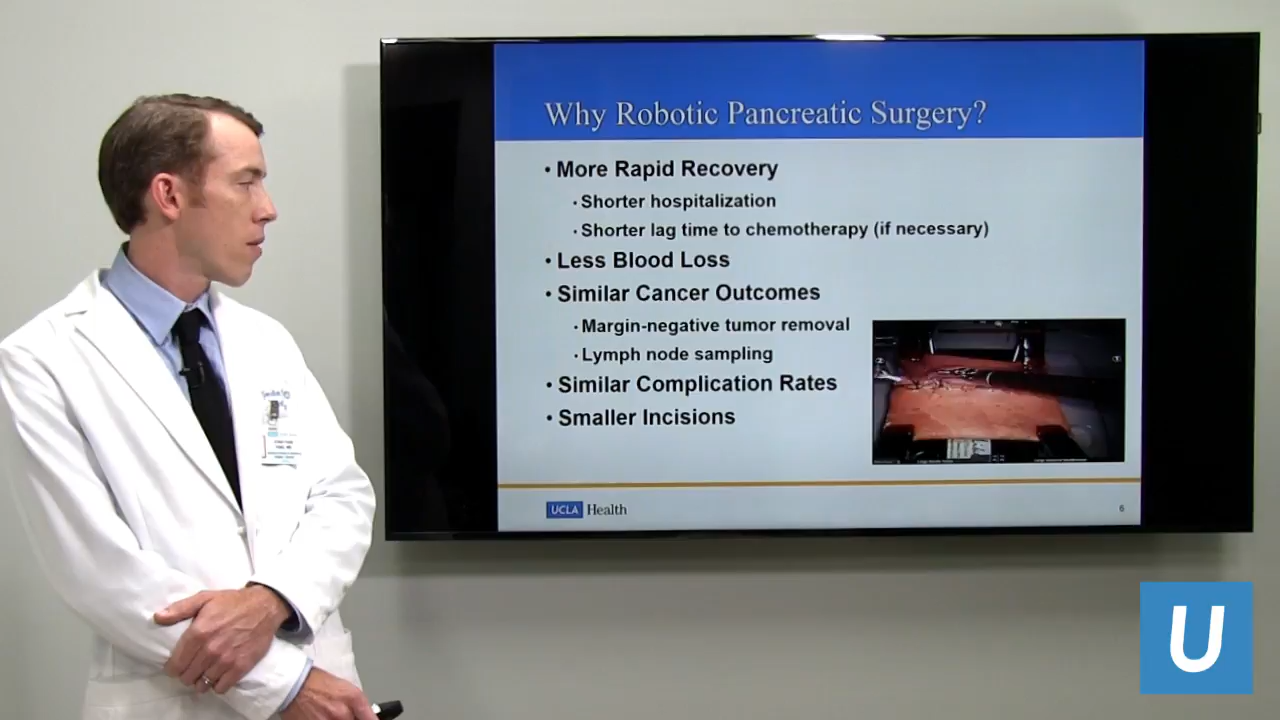 Why Robotic Pancreatic Surgery?
• More Rapid Recovery
• Shorter hospitalization
• Shorter lag time to chemotherapy (if necessary)
• Less Blood Loss
• Similar Cancer Outcomes
• Margin-negative tumor removal
• Lymph node sampling
• Similar Complication Rates
• Smaller Incisions
UCLA Health
6
U